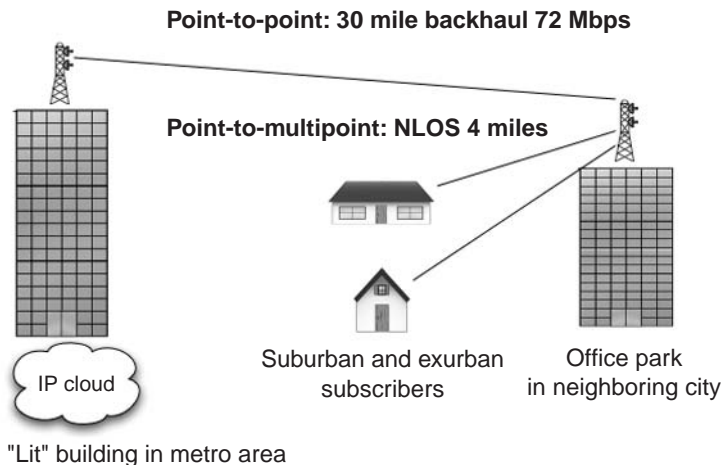 Point-to-point: 30 mile backhaul 72 Mbps
Point-to-multipoint: NLOS 4 miles
Suburban and exurban
subscribers
Office park
in neighboring city
IP cloud
"Lit" building in metro area